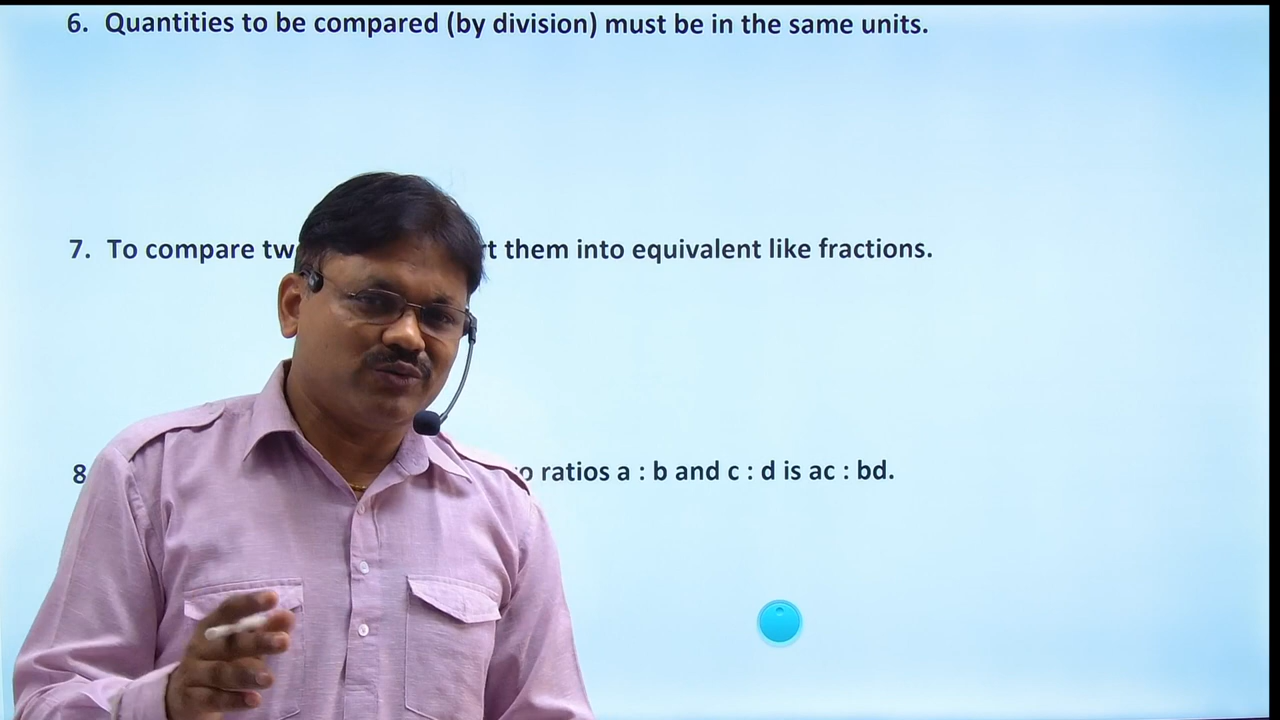 6. Quantities to be compared (by division) must be in the same units.
7. To compare them into equivalent like fractions.
8 ratios a : b and c : d is ac : bd.